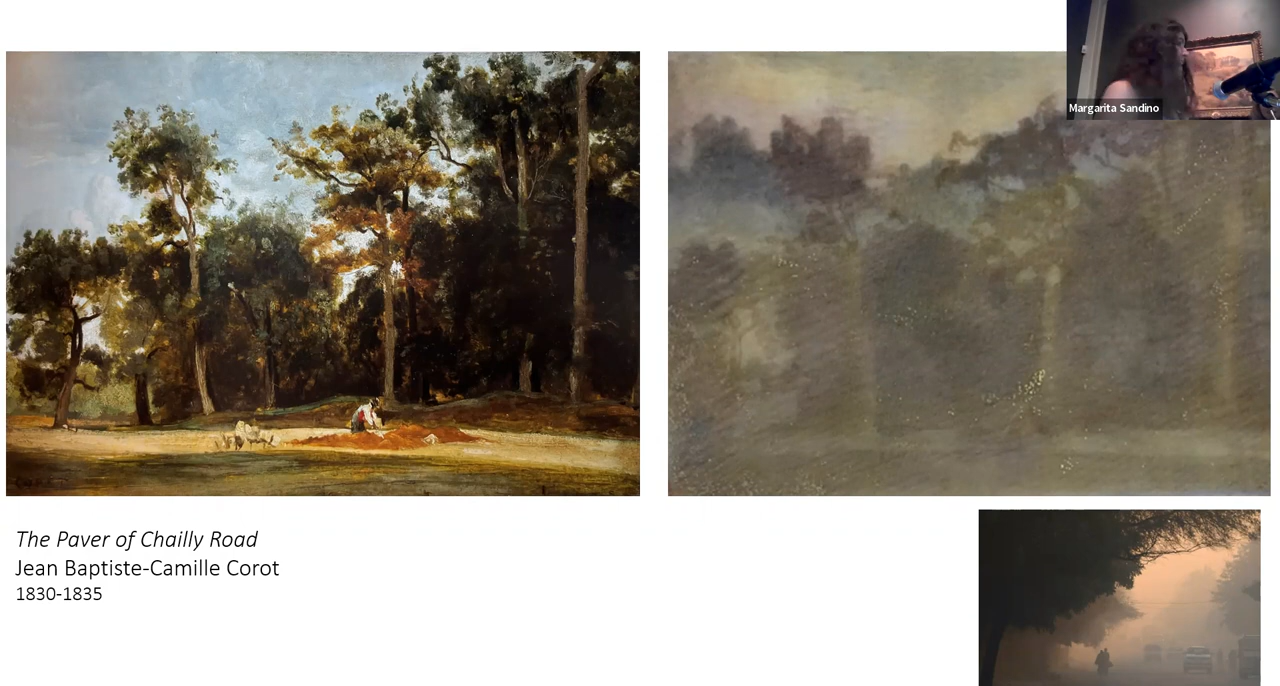 Margarita Sandino
The Paver of Chailly Road
Jean Baptiste-Camille Corot
1830-1835